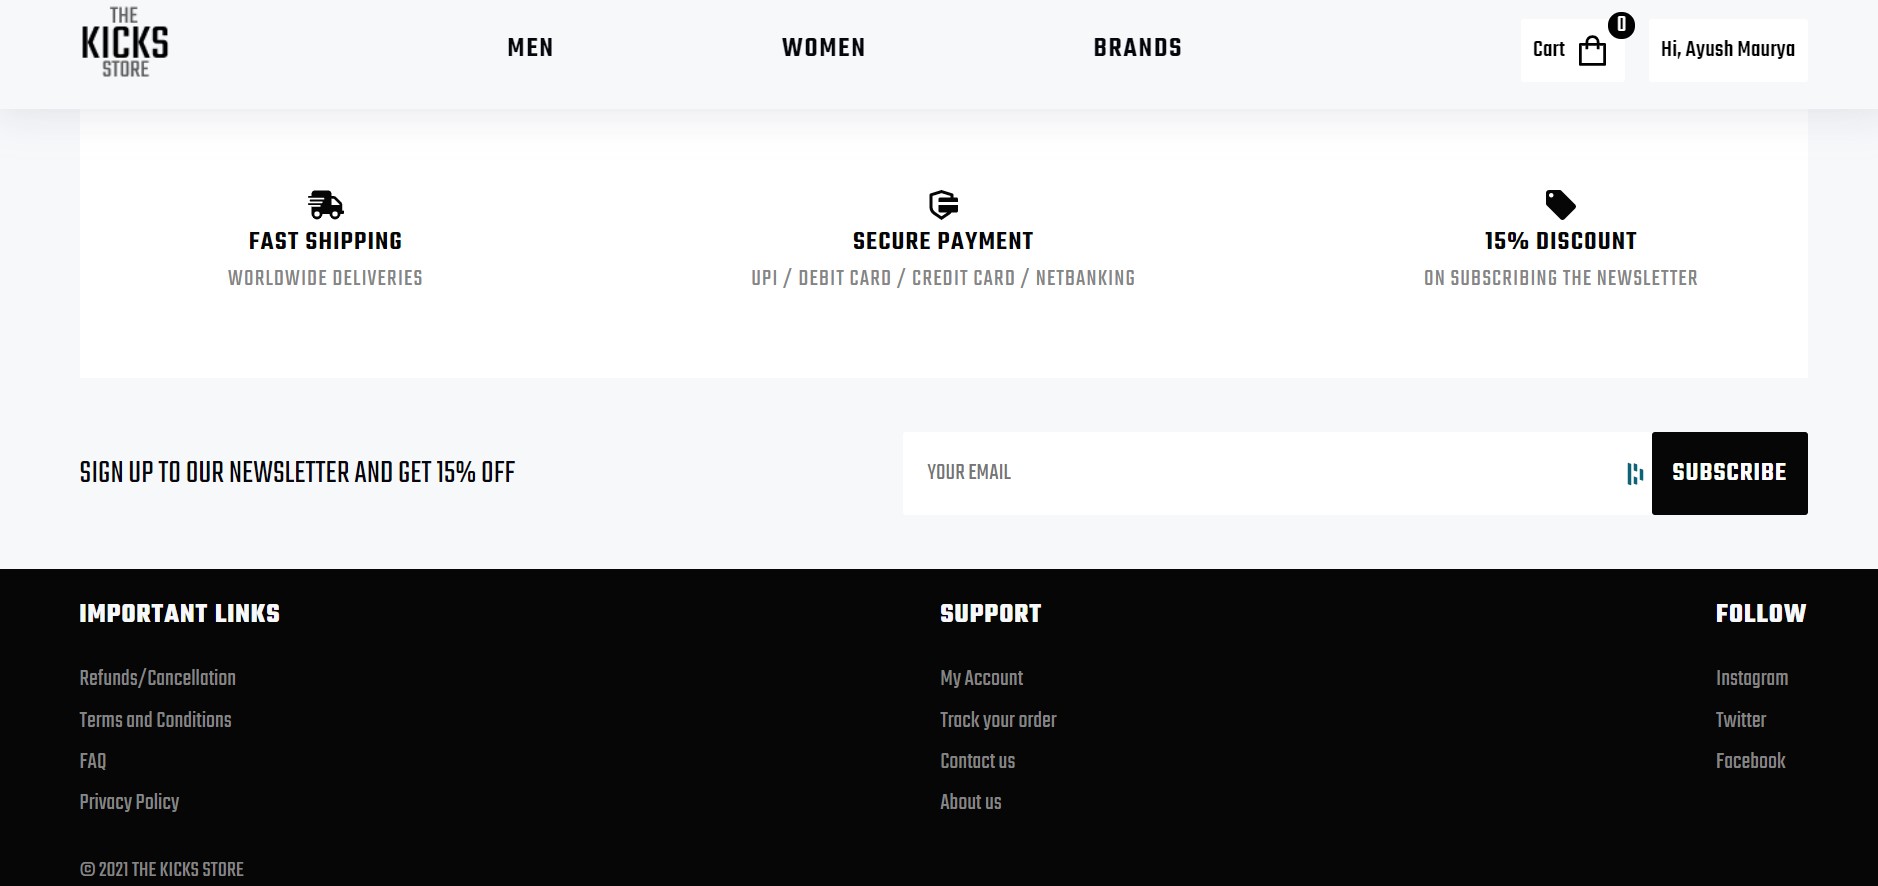 THE
KICKS
STORE
MEN
WOMEN
BRANDS
Cart
0
Hi, Ayush Maurya
FAST SHIPPING
WORLDWIDE DELIVERIES
SECURE PAYMENT
UPI / DEBIT CARD / CREDIT CARD / NETBANKING
15% DISCOUNT
ON SUBSCRIBING THE NEWSLETTER
SIGN UP TO OUR NEWSLETTER AND GET 15% OFF
YOUR EMAIL
SUBSCRIBE
IMPORTANT LINKS
Refunds/Cancellation
Terms and Conditions
FAQ
Privacy Policy
SUPPORT
My Account
Track your order
Contact us
About us
FOLLOW
Instagram
Twitter
Facebook
© 2021 THE KICKS STORE